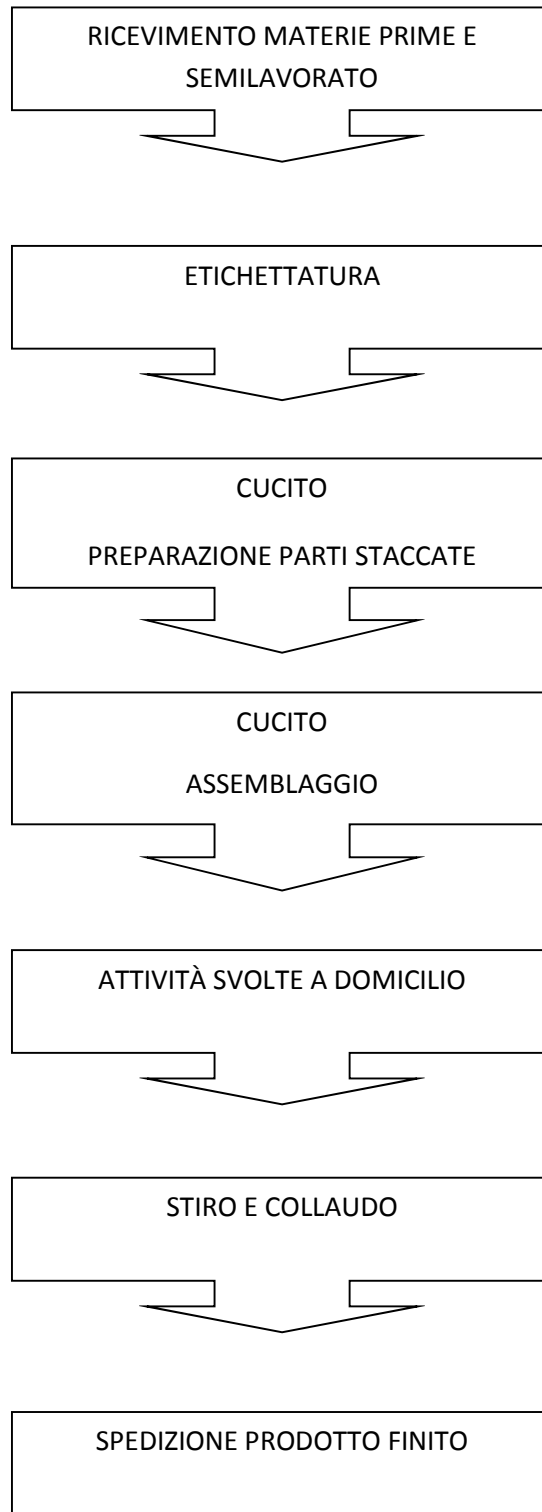 RICEVIMENTO MATERIE PRIME E
SEMILAVORATO
ETICHETTATURA
CUCITO
PREPARAZIONE PARTI STACCATE
CUCITO
ASSEMBLAGGIO
ATTIVITÀ SVOLTE A DOMICILIO
STIRO E COLLAUDO
SPEDIZIONE PRODOTTO FINITO